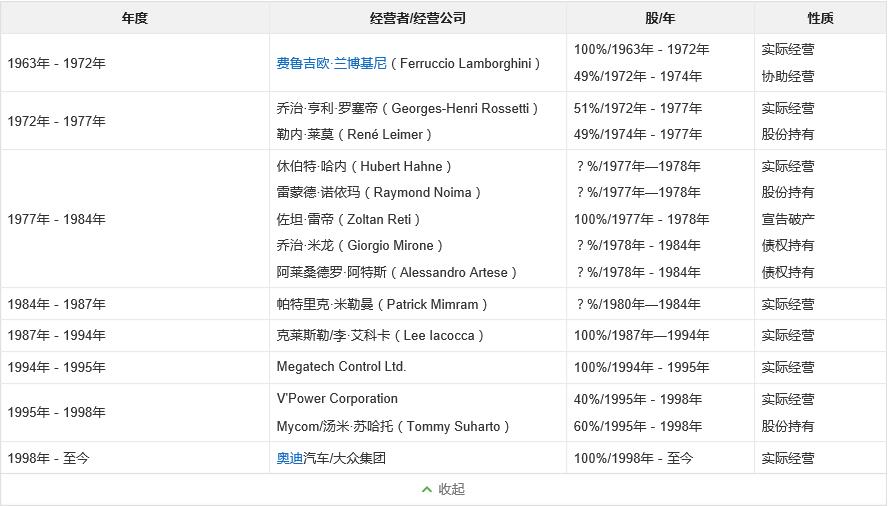 年度 经营者/经营公司 股/年 性质
1963年 - 1972年 费鲁吉欧·兰博基尼（Ferruccio Lamborghini） 100%/1963年 - 1972年 实际经营
49%/1972年 - 1974年 协助经营
1972年 - 1977年 乔治·亨利·罗塞帝（Georges-Henri Rossetti） 51%/1972年 - 1977年 实际经营
勒内·莱莫（René Leimer） 49%/1974年 - 1977年 股份持有
1977年 - 1984年 休伯特·哈内（Hubert Hahne） ？%/1977年—1978年 实际经营
雷蒙德·诺依玛（Raymond Noima） ？%/1977年—1978年 股份持有
佐坦·雷帝（Zoltan Reti） 100%/1977年 - 1978年 宣告破产
乔治·米龙（Giorgio Mirone） ？%/1978年 - 1984年 债权持有
阿莱桑德罗·阿特斯（Alessandro Artese） ？%/1978年 - 1984年 债权持有
1984年 - 1987年 帕特里克·米勒曼（Patrick Mimram） ？%/1980年—1984年 实际经营
1987年 - 1994年 克莱斯勒/李·艾科卡（Lee Iacocca） 100%/1987年—1994年 实际经营
1994年 - 1995年 Megatech Control Ltd. 100%/1994年 - 1995年 实际经营
1995年 - 1998年 V'Power Corporation 40%/1995年 - 1998年 实际经营
Mycom/汤米·苏哈托（Tommy Suharto） 60%/1995年 - 1998年 股份持有
1998年 - 至今 奥迪汽车/大众集团 100%/1998年 - 至今 实际经营
收起